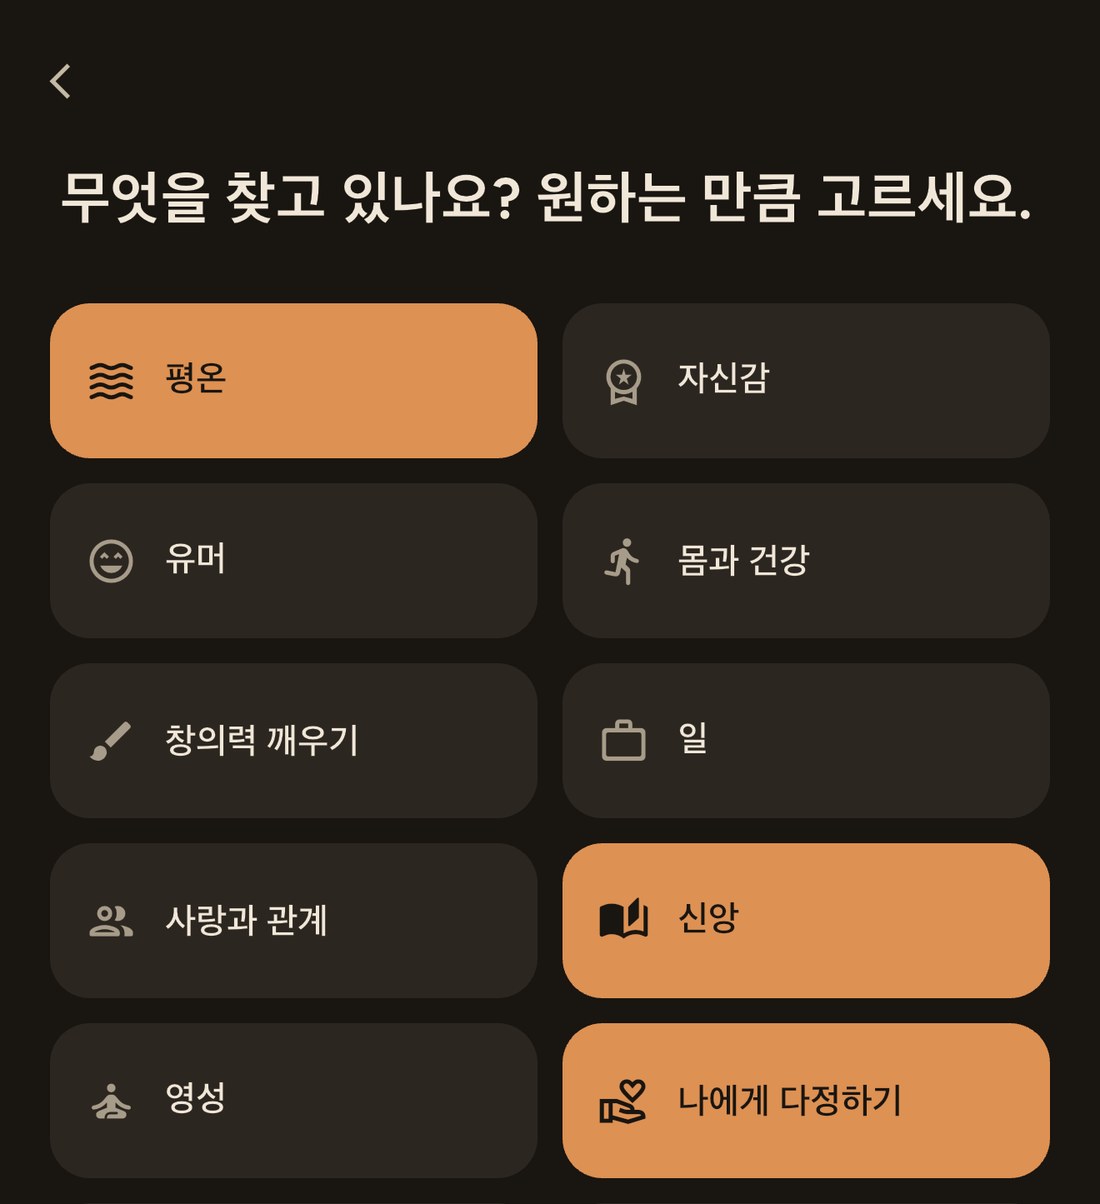 무엇을 찾고 있나요? 원하는 만큼 고르세요.
평온
자신감
유머
몸과 건강
창의력 깨우기
일
사랑과 관계
신앙
영성
나에게 다정하기